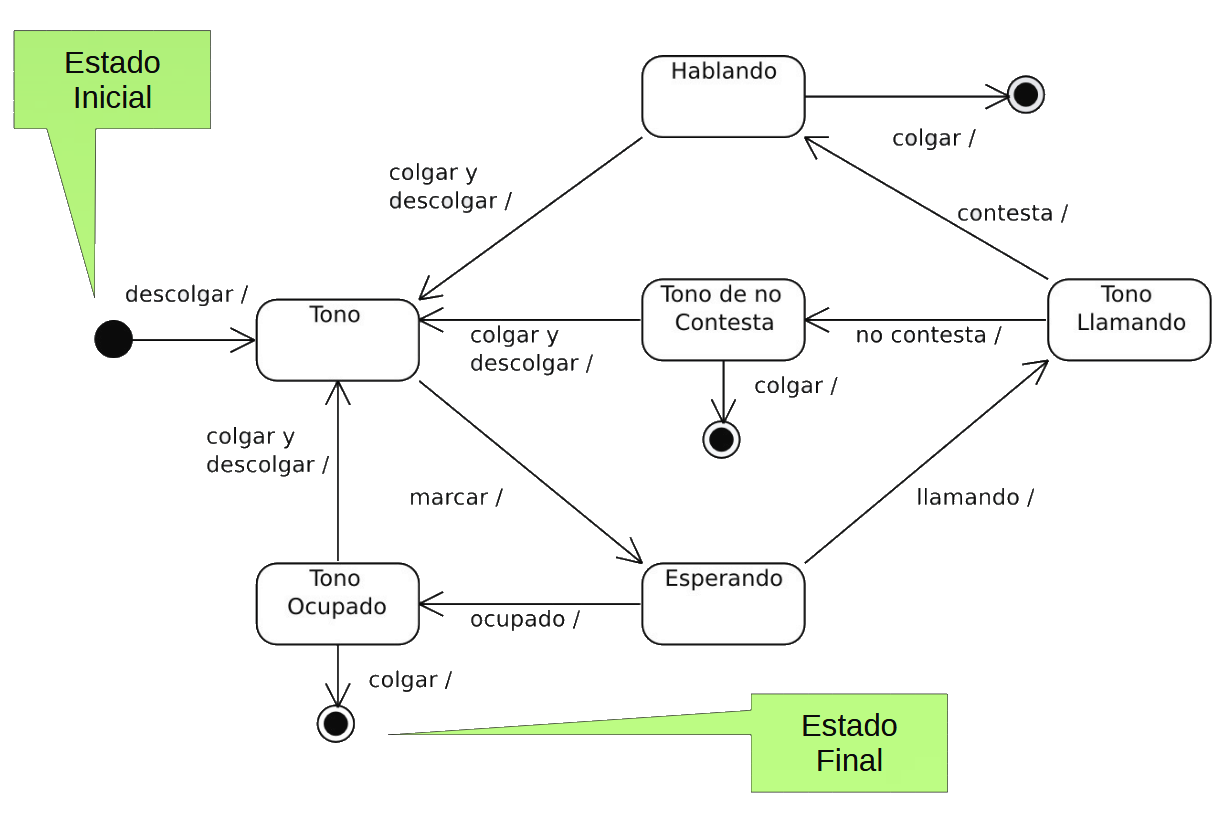 Estado
Inicial
Hablando
colgar /
colgar y
descolgar /
contesta /
descolgar /
Tono
Tono de no
Contesta
Tono
Llamando
colgar y
descolgar /
no contesta /
colgar /
colgar y
descolgar /
marcar /
llamando /
Tono
Ocupado
Esperando
ocupado /
colgar /
Estado
Final